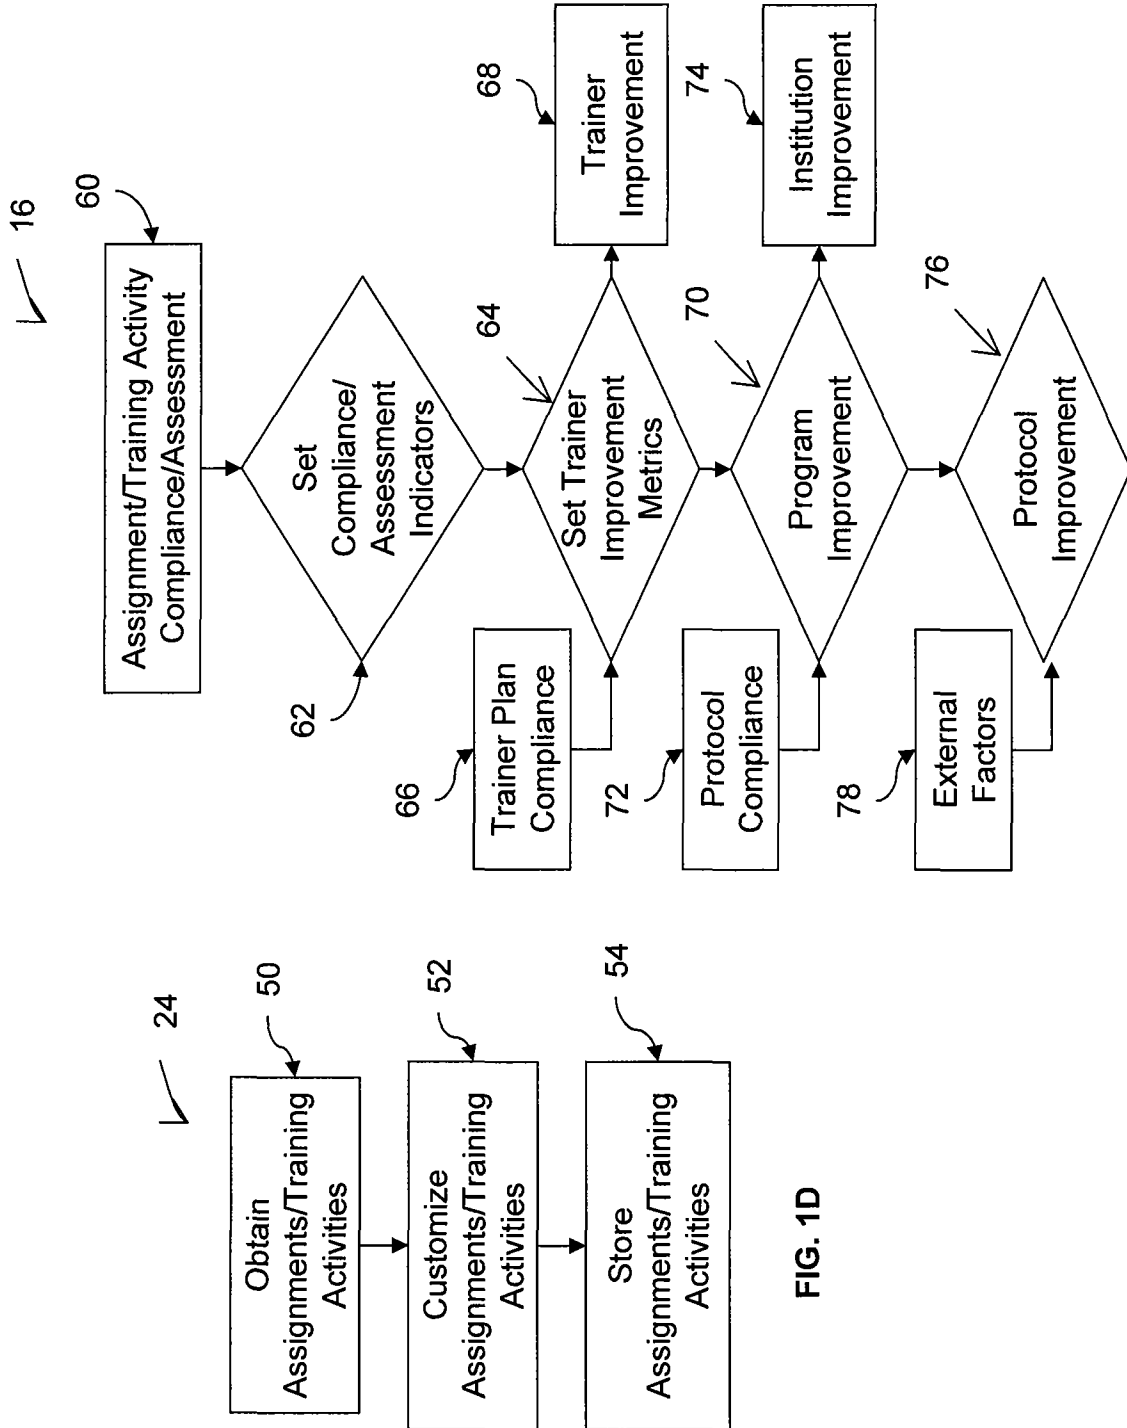 24
Obtain
Assignments/Training
Activities
50
Customize
Assignments/Training
Activities
52
Store
Assignments/Training
Activities
54
FIG. 1D
16
Assignment/Training Activity
Compliance/Assessment
60
Set
Compliance/
Assessment
Indicators
62
Set Trainer
Improvement
Metrics
64
Trainer Plan
Compliance
66
Trainer
Improvement
68
Program
Improvement
70
Protocol
Compliance
72
Institution
Improvement
74
Protocol
Improvement
76
External
Factors
78